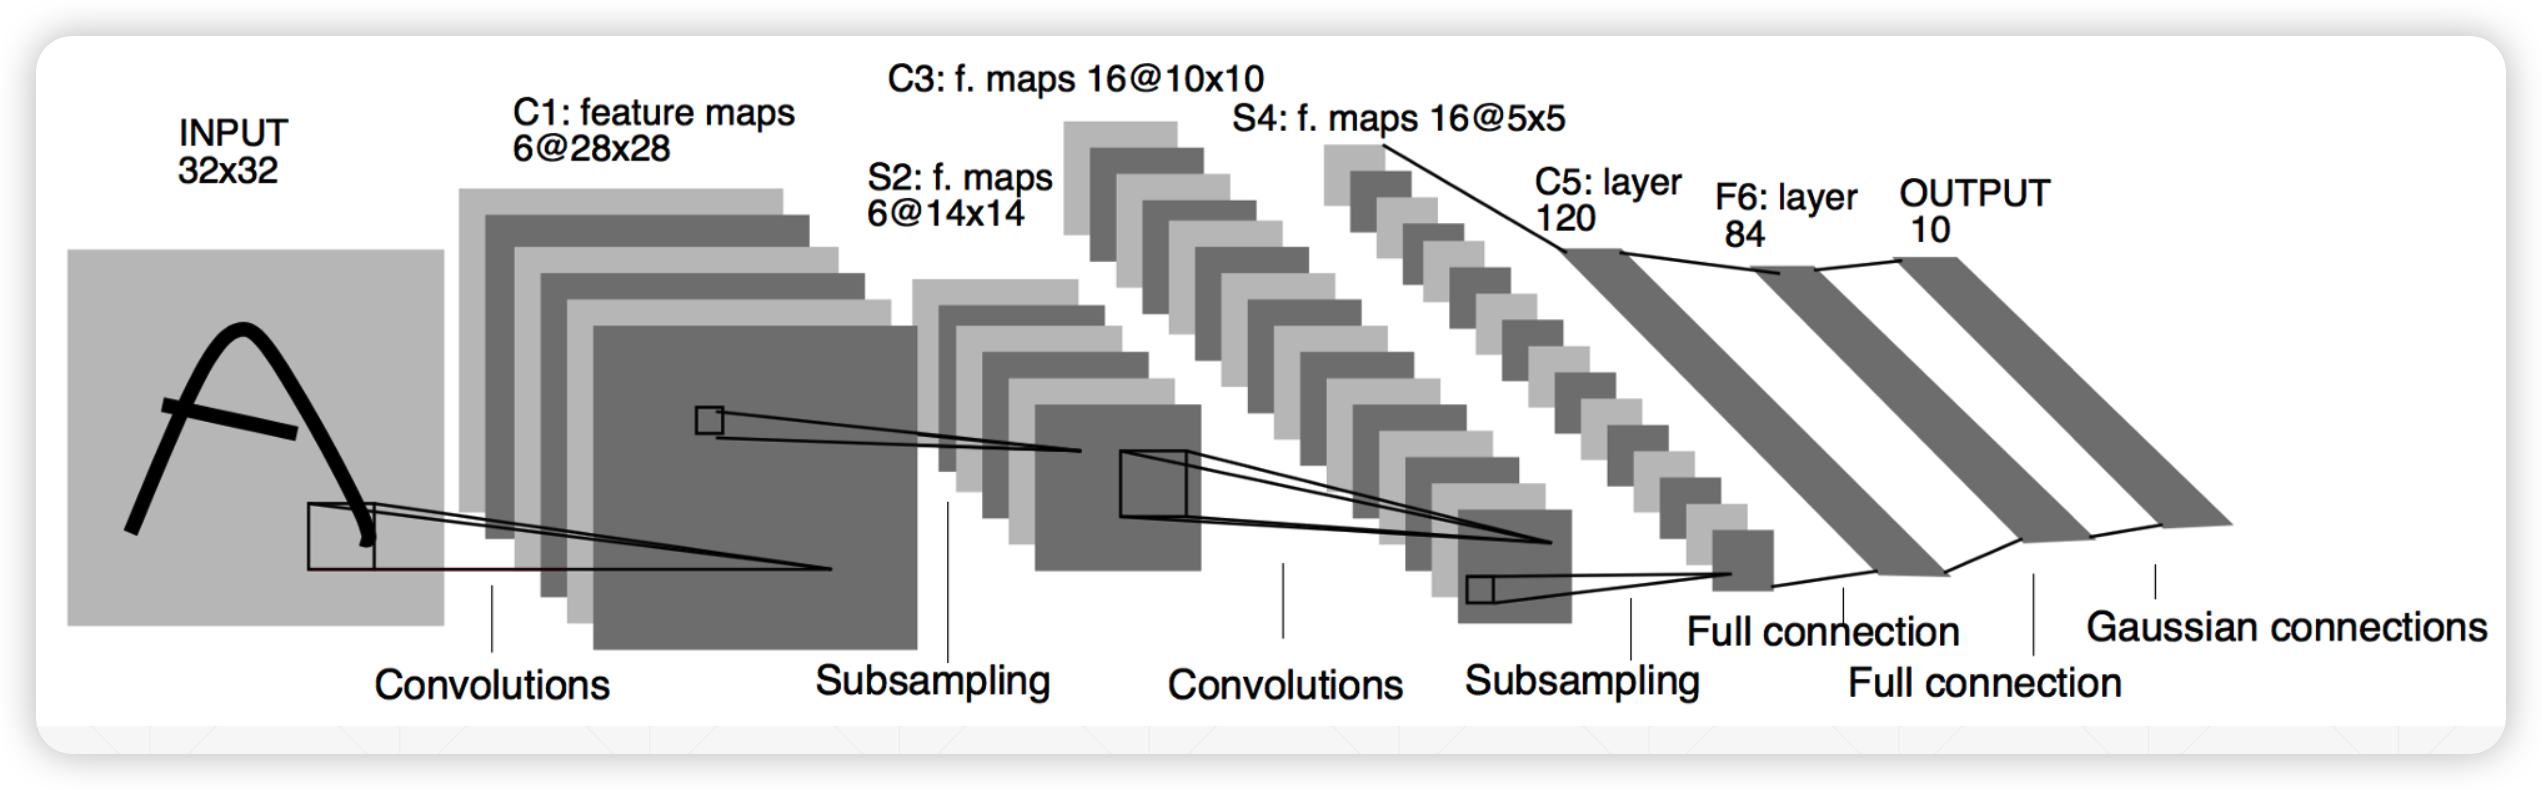 INPUT
32x32
C1: feature maps
6@28x28
S2: f. maps
6@14x14
C3: f. maps 16@10x10
S4: f. maps 16@5x5
C5: layer
120
F6: layer
84
OUTPUT
10
Convolutions
Subsampling
Convolutions
Subsampling
Full connection
Full connection
Gaussian connections